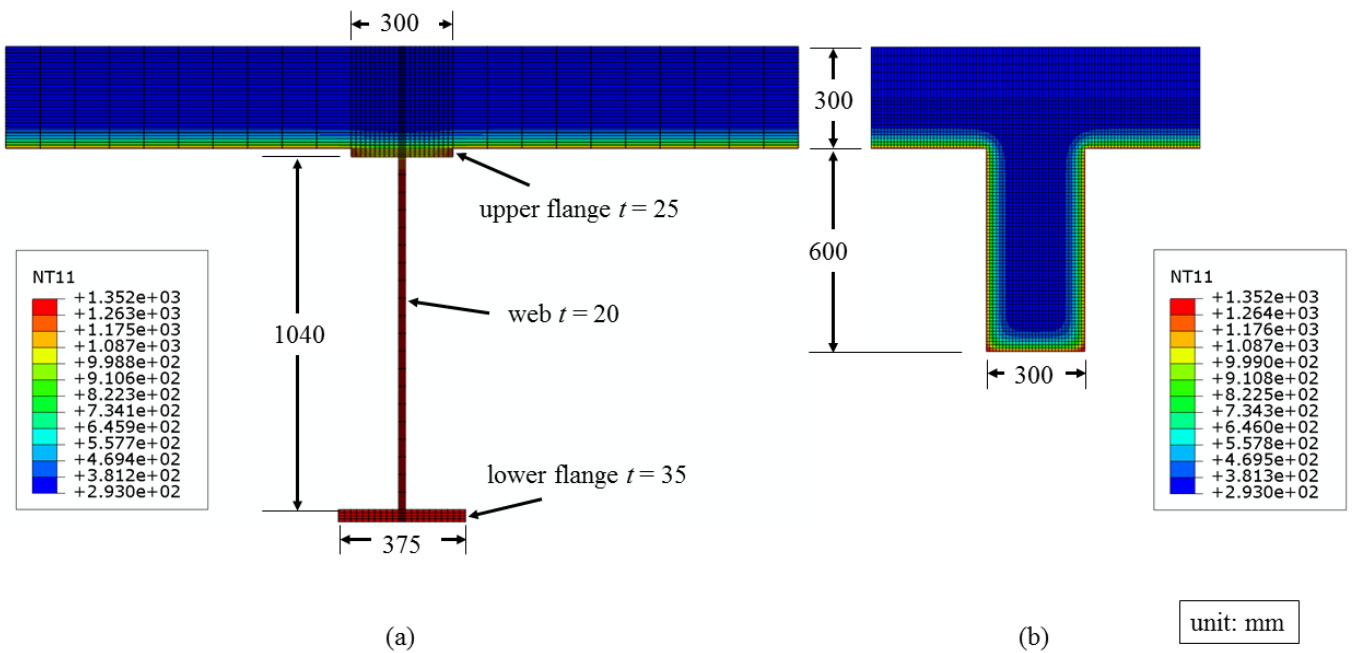 300
300
upper flange t = 25
600
NT11
+1.352e+03
+1.263e+03
+1.175e+03
+1.087e+03
+9.988e+02
+9.106e+02
+8.223e+02
+7.341e+02
+6.459e+02
+5.577e+02
+4.694e+02
+3.812e+02
+2.930e+02
1040
web t = 20
NT11
+1.352e+03
+1.264e+03
+1.176e+03
+1.087e+03
+9.990e+02
+9.108e+02
+8.225e+02
+7.343e+02
+6.460e+02
+5.578e+02
+4.695e+02
+3.813e+02
+2.930e+02
300
lower flange t = 35
375
(a)
(b)
unit: mm